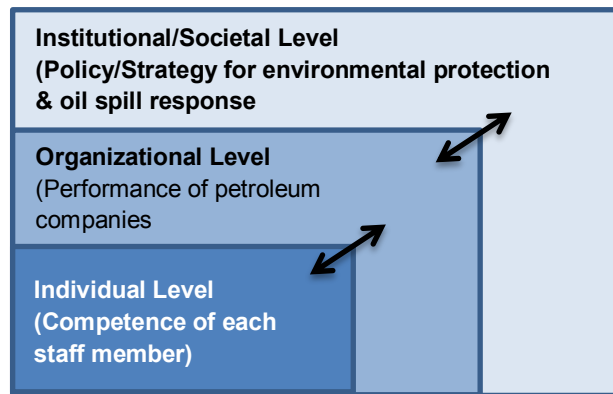 Institutional/Societal Level
(Policy/Strategy for environmental protection
& oil spill response
Organizational Level
(Performance of petroleum
companies
Individual Level
(Competence of each
staff member)